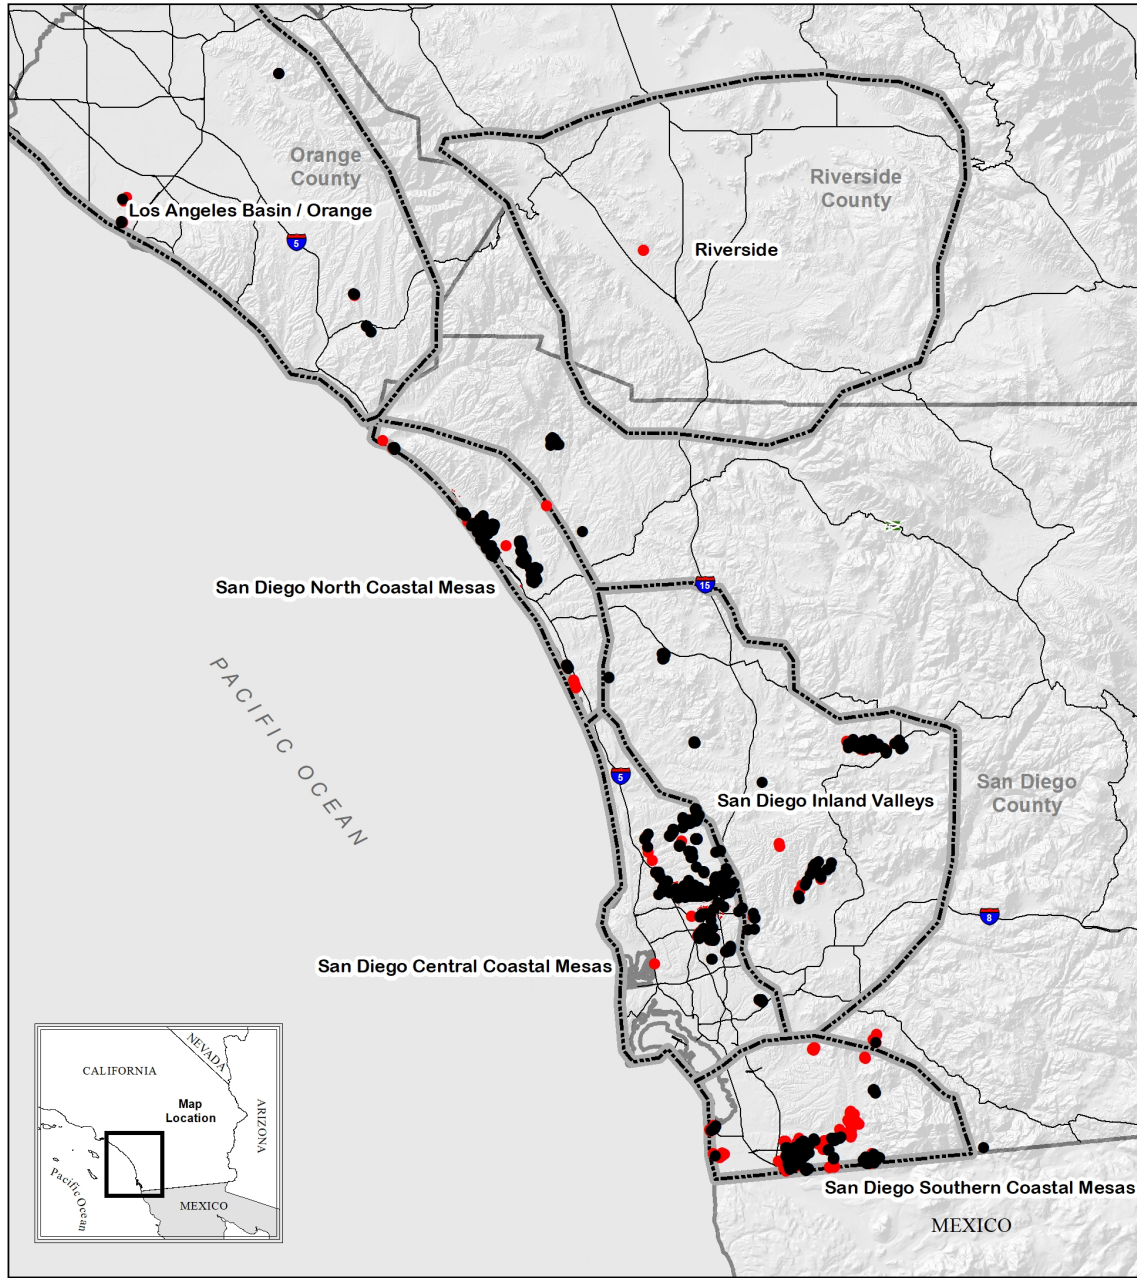 Orange
County
Riverside
County
Los Angeles Basin / Orange
5
Riverside
San Diego North Coastal Mesas
15
PACIFIC OCEAN
5
San Diego Inland Valleys
San Diego
County
8
San Diego Central Coastal Mesas
San Diego Southern Coastal Mesas
MEXICO
NEVADA
CALIFORNIA
Map
Location
ARIZONA
Pacific Ocean
MEXICO